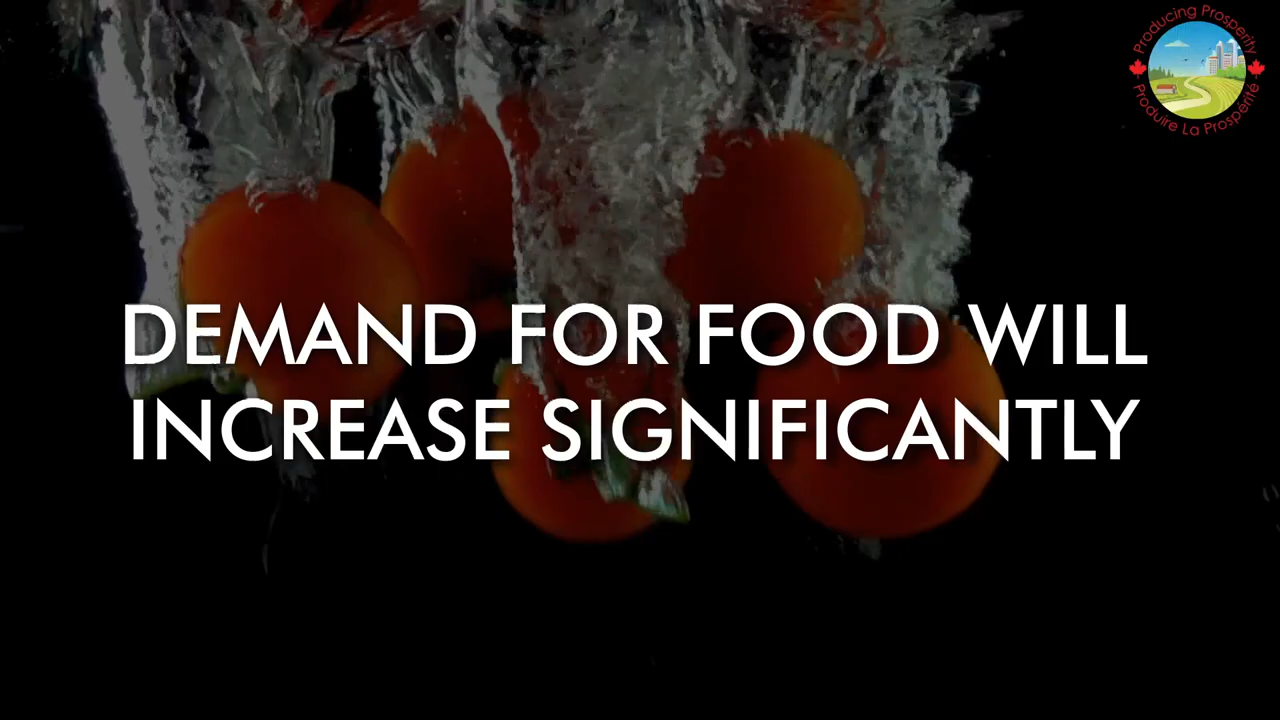 Producing Prosperity
Produire La Prospérité
DEMAND FOR FOOD WILL
INCREASE SIGNIFICANTLY